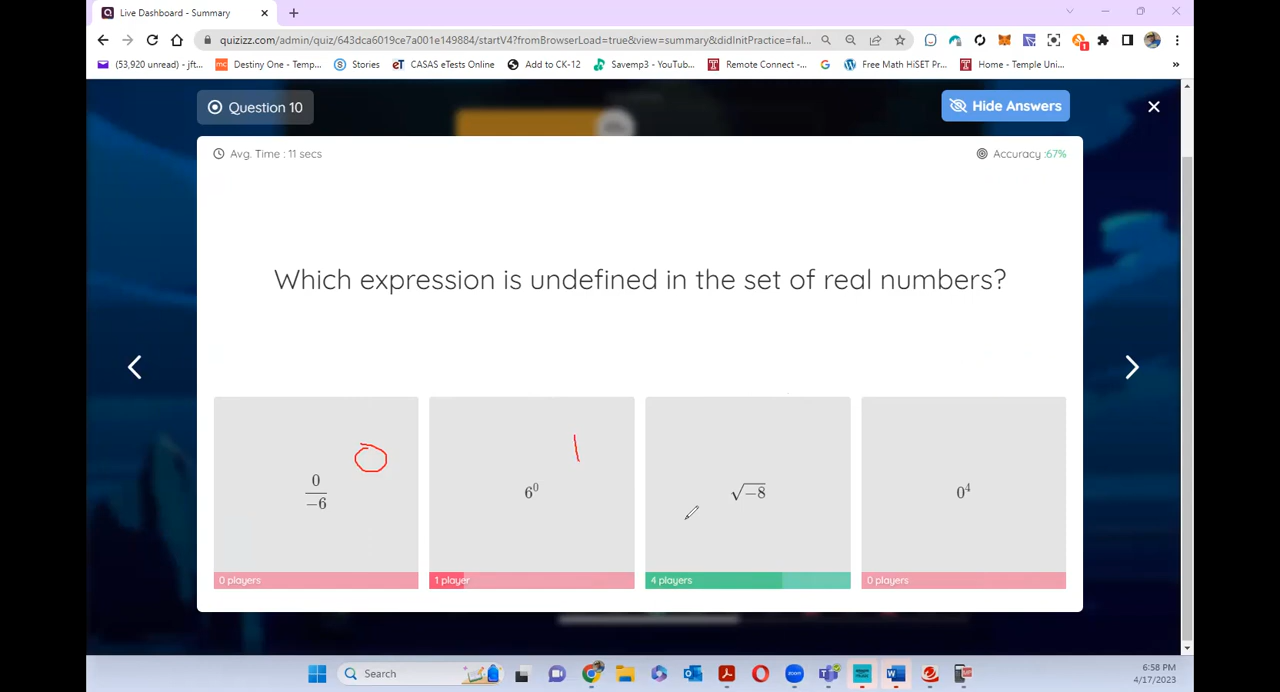 Live Dashboard - Summary
quizizz.com/admin/quiz/643dca6019ce7a001e149884/startV4?fromBrowserLoad=true&view=summary&didInitPractice=fal...
1
(53,920 unread) - jft...
Destiny One - Temp...
Stories
eT CASAS eTests Online
Add to CK-12
Savemp3 - YouTub...
Remote Connect -...
Free Math HiSET Pr...
Home - Temple Uni...
»
Question 10
Hide Answers
Avg. Time : 11 secs
Accuracy :67%
Which expression is undefined in the set of real numbers?
0/-6
0
6⁰
1
√-8
0⁴
0 players
1 player
4 players
0 players
Search
6:58 PM
4/17/2023